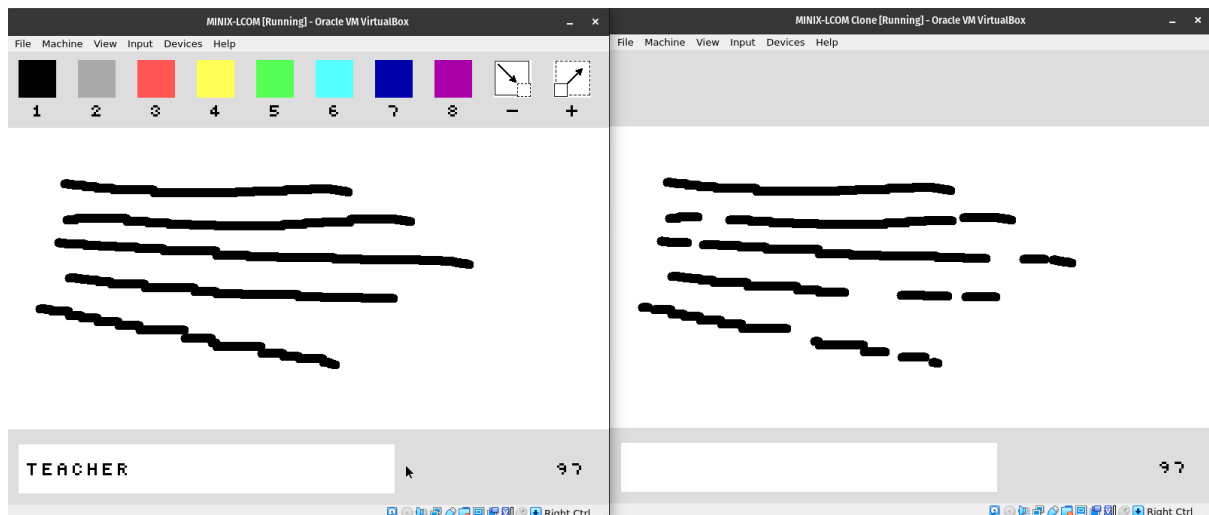 MINIX-LCOM [Running] - Oracle VM VirtualBox
File Machine View Input Devices Help
1 2 3 4 5 6 7 8 − +
TEACHER
97
Right Ctrl
MINIX-LCOM Clone [Running] - Oracle VM VirtualBox
File Machine View Input Devices Help
97
Right Ctrl